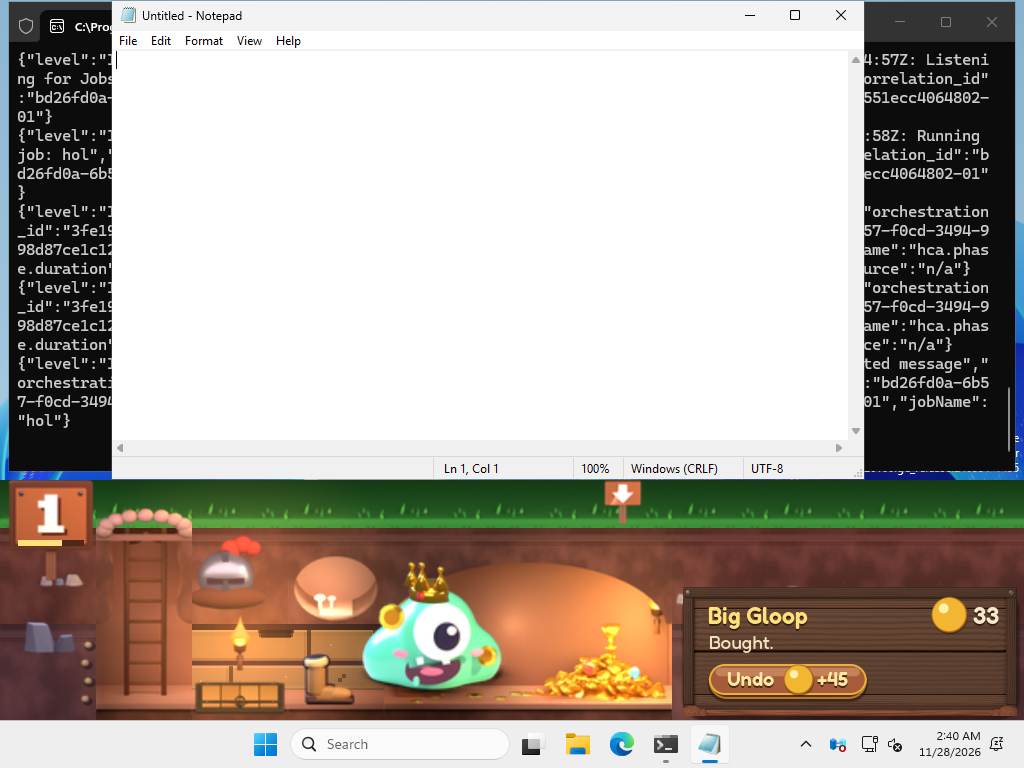 C:\Prog
Untitled - Notepad
File Edit Format View Help
{"level":"
4:57Z: Listeni
ng for Jobs
orrelation_id"
:"bd26fd0a-
551ecc4064802-
01"}
{"level":"
:58Z: Running
job: hol","
elation_id":"b
d26fd0a-6b5
ecc4064802-01"
}
{"level":"
"orchestration
_id":"3fe19
57-f0cd-3494-9
98d87ce1c12
ame":"hca.phas
e.duration"
urce":"n/a"}
{"level":"
"orchestration
_id":"3fe19
57-f0cd-3494-9
98d87ce1c12
ame":"hca.phas
e.duration"
ce":"n/a"}
{"level":"
ted message","
orchestrati
:"bd26fd0a-6b5
7-f0cd-3494
01","jobName":
"hol"}
Ln 1, Col 1
100%
Windows (CRLF)
UTF-8
1
Big Gloop
33
Bought.
Undo +45
Search
2:40 AM
11/28/2026